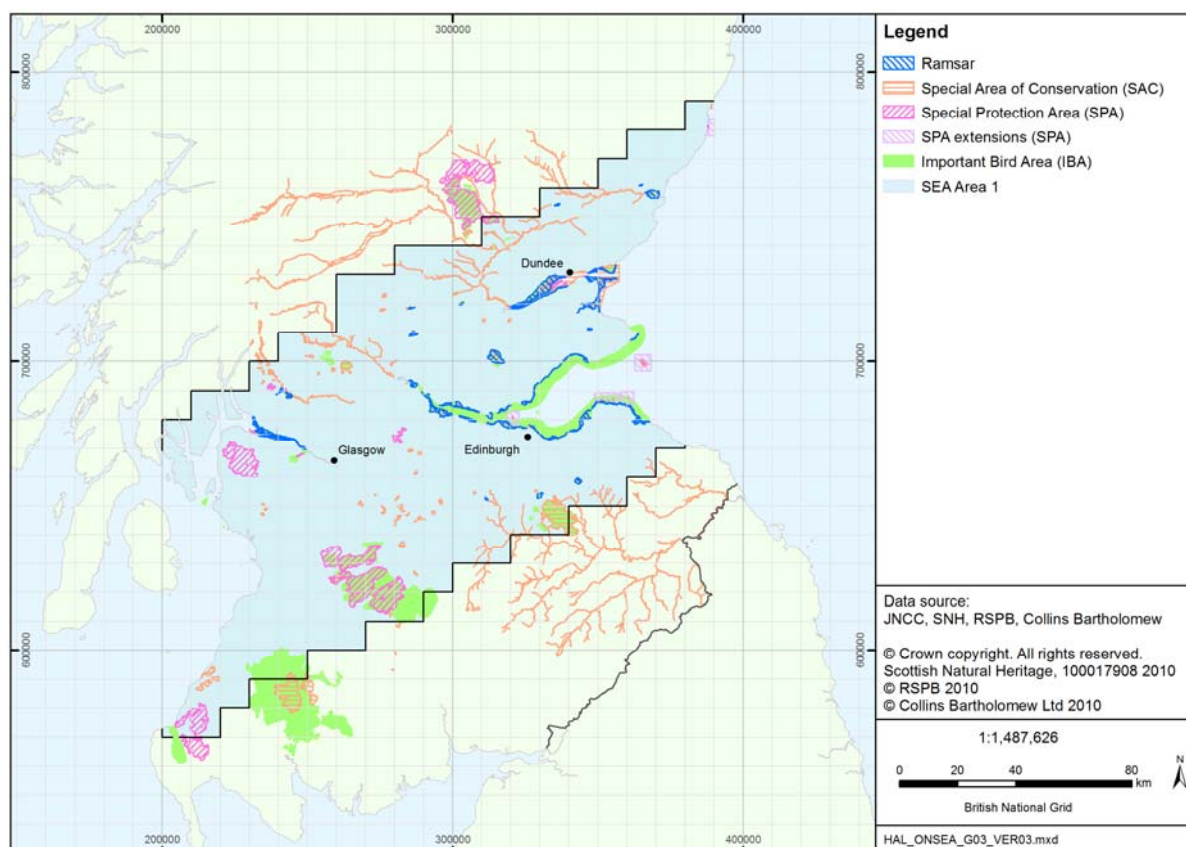 200000
300000
400000
800000
800000
Dundee
700000
700000
Glasgow
Edinburgh
600000
600000
200000
300000
400000
Legend
Ramsar
Special Area of Conservation (SAC)
Special Protection Area (SPA)
SPA extensions (SPA)
Important Bird Area (IBA)
SEA Area 1
Data source:
JNCC, SNH, RSPB, Collins Bartholomew
© Crown copyright. All rights reserved.
Scottish Natural Heritage, 100017908 2010
© RSPB 2010
© Collins Bartholomew Ltd 2010
1:1,487,626
0 20 40 80
km
N
British National Grid
HAL_ONSEA_G03_VER03.mxd